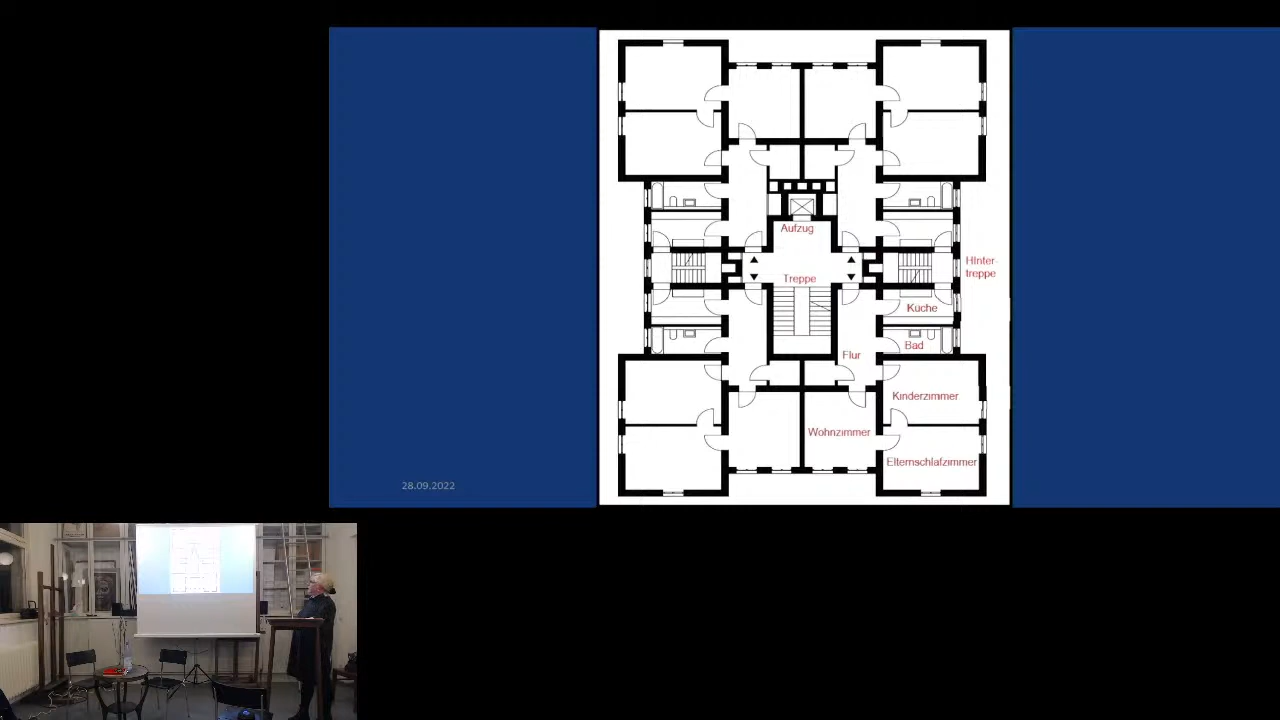 Aufzug
HInter-
treppe
Treppe
Küche
Bad
Flur
Kinderzimmer
Wohnzimmer
Elternschlafzimmer
28.09.2022